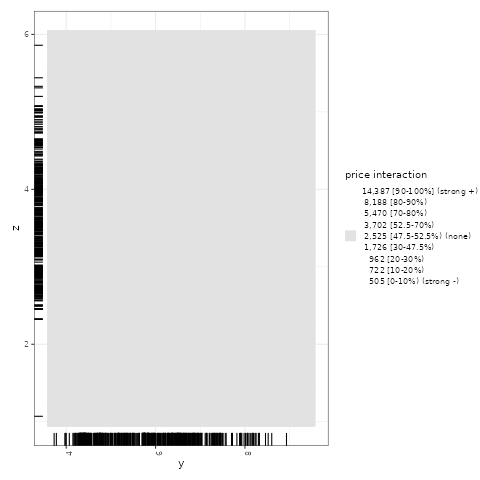 6
4
2
z
4
6
8
y
price interaction
14,387 [90-100%] (strong +)
8,188 [80-90%)
5,470 [70-80%)
3,702 [52.5-70%)
2,525 [47.5-52.5%) (none)
1,726 [30-47.5%)
962 [20-30%)
722 [10-20%)
505 [0-10%) (strong -)